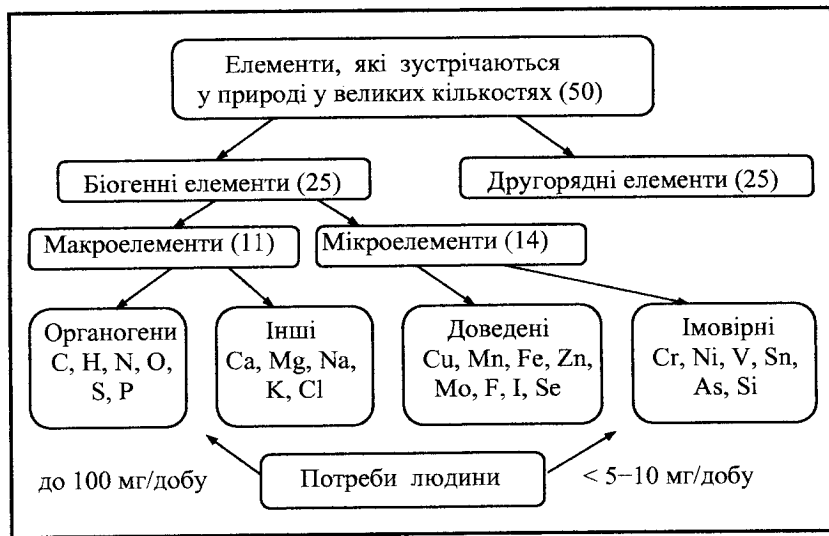 Елементи, які зустрічаються
у природі у великих кількостях (50)
Біогенні елементи (25)
Другорядні елементи (25)
Макроелементи (11)
Мікроелементи (14)
Органогени
C, H, N, O,
S, P
Інші
Ca, Mg, Na,
K, Cl
Доведені
Cu, Mn, Fe, Zn,
Mo, F, I, Se
Імовірні
Cr, Ni, V, Sn,
As, Si
до 100 мг/добу
Потреби людини
< 5−10 мг/добу